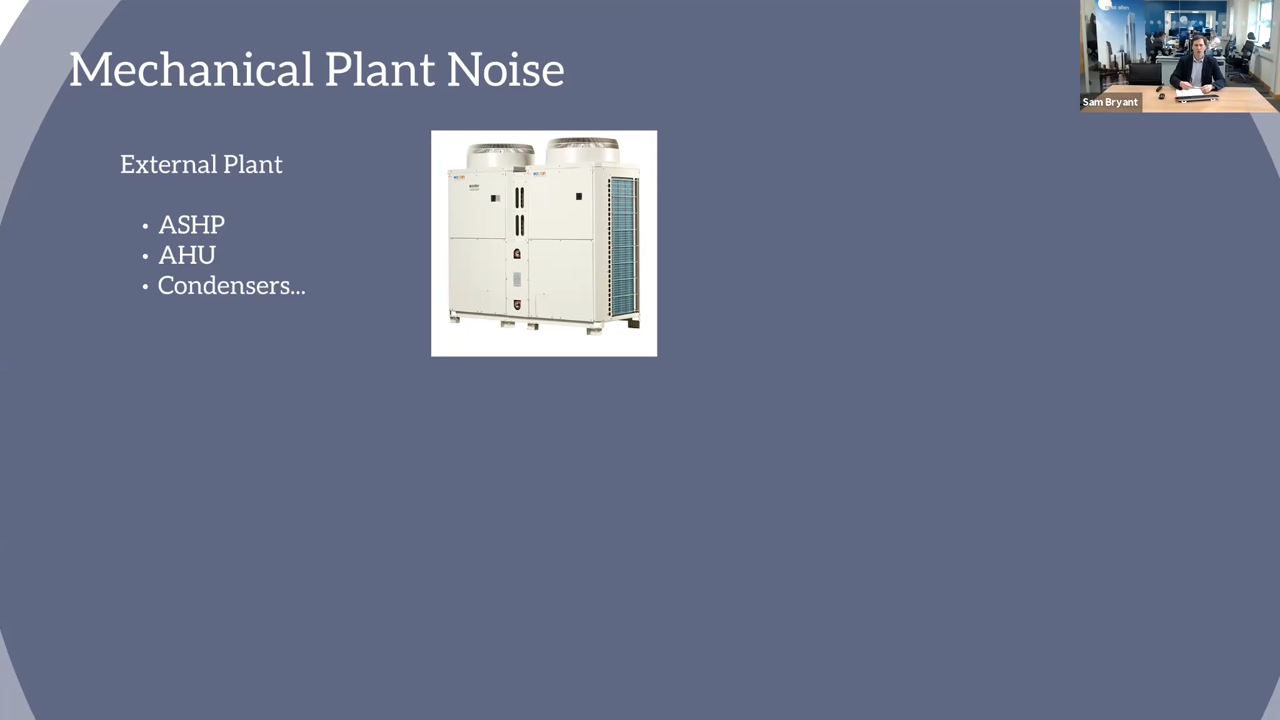 Mechanical Plant Noise
Sam Bryant
External Plant
• ASHP
• AHU
• Condensers...